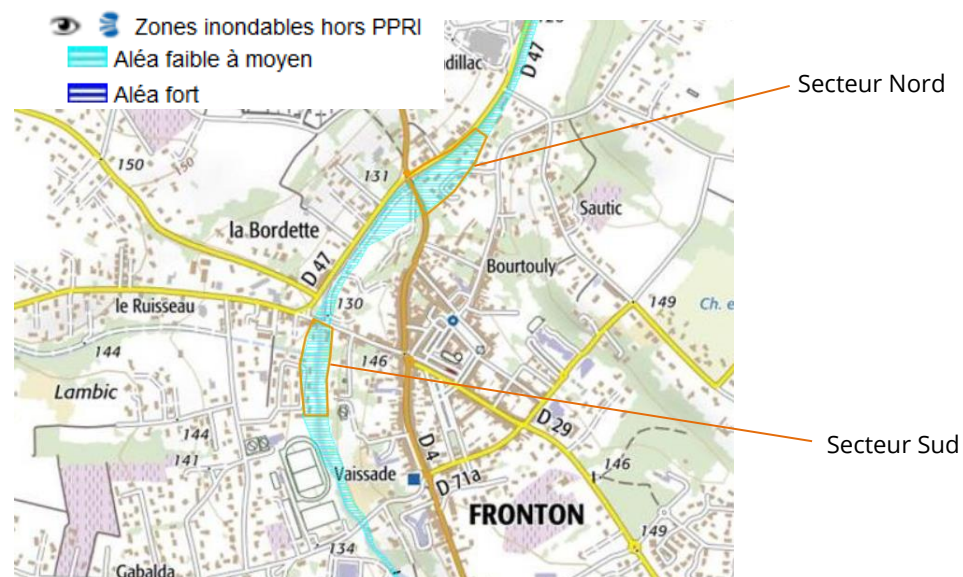 Zones inondables hors PPRI
Aléa faible à moyen
Aléa fort
D 47
Secteur Nord
150
150
131
Sautic
la Bordette
D 47
Bourtouly
le Ruisseau
130
149
Ch. e
144
146
Lambic
D 29
Secteur Sud
144
141
Vaissade
D 4
D 71a
146
FRONTON
149
134
Gabalda